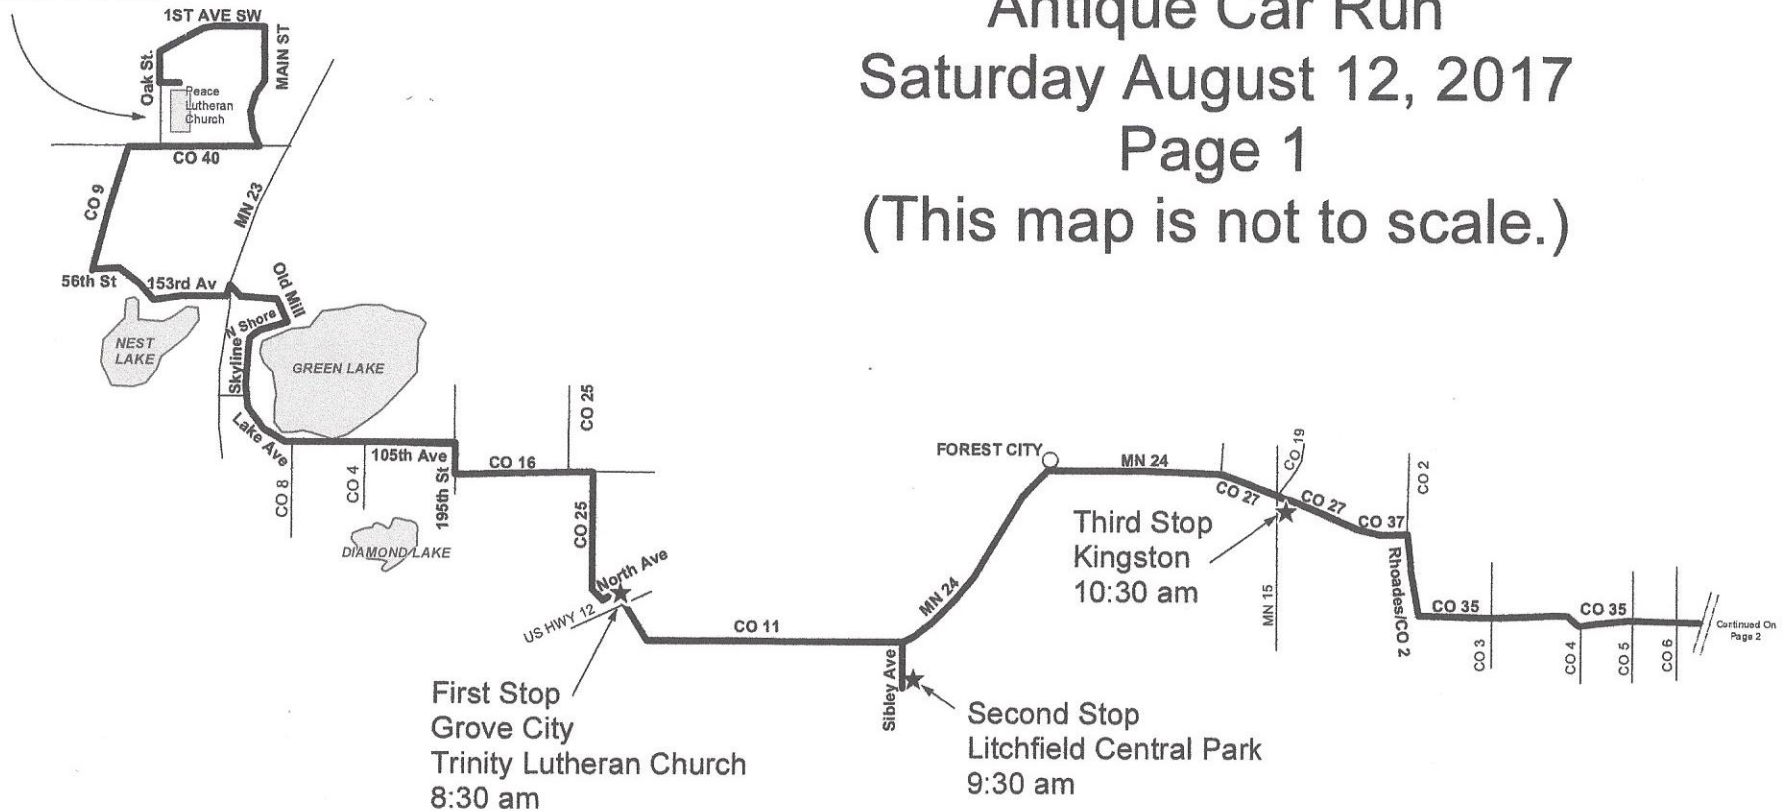 Antique Car Run
Saturday August 12, 2017
Page 1
(This map is not to scale.)
1ST AVE SW
MAIN ST
Oak St.
Peace
Lutheran
Church
CO 40
CO 9
MN 23
56th St
153rd Av
Old Mill
N Shore
NEST
LAKE
Skyline
GREEN LAKE
Lake Ave
CO 8
CO 4
105th Ave
195th St
CO 16
CO 25
CO 25
DIAMOND LAKE
North Ave
US HWY 12
First Stop
Grove City
Trinity Lutheran Church
8:30 am
CO 11
Sibley Ave
Second Stop
Litchfield Central Park
9:30 am
MN 24
FOREST CITY
MN 24
CO 27
CO 19
CO 27
MN 15
Third Stop
Kingston
10:30 am
CO 37
CO 2
Rhoades/CO 2
CO 35
CO 3
CO 35
CO 4
CO 5
CO 6
Continued On
Page 2